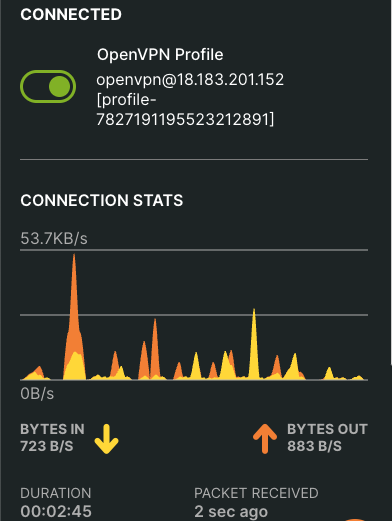 CONNECTED
OpenVPN Profile
openvpn@18.183.201.152
[profile-
7827191195523212891]
CONNECTION STATS
53.7KB/s
0B/s
BYTES IN
723 B/S
BYTES OUT
883 B/S
DURATION
00:02:45
PACKET RECEIVED
2 sec ago